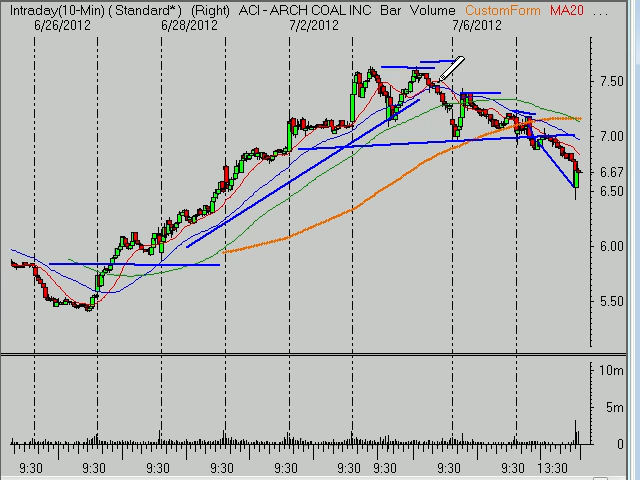 Intraday(10-Min) (Standard*) (Right) ACI - ARCH COAL INC Bar Volume CustomForm MA20 ...
6/26/2012 6/28/2012 7/2/2012 7/6/2012
7.50
7.00
6.67
6.50
6.00
5.50
10m
5m
0
9:30 9:30 9:30 9:30 9:30 9:30 9:30 9:30 9:30 13:30